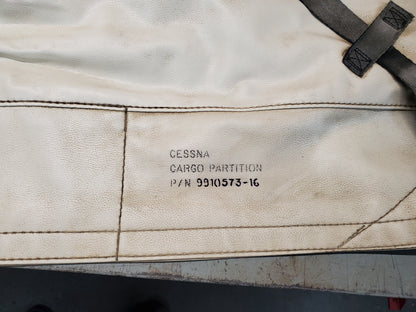 CESSNA
CARGO PARTITION
P/N 9910573-16